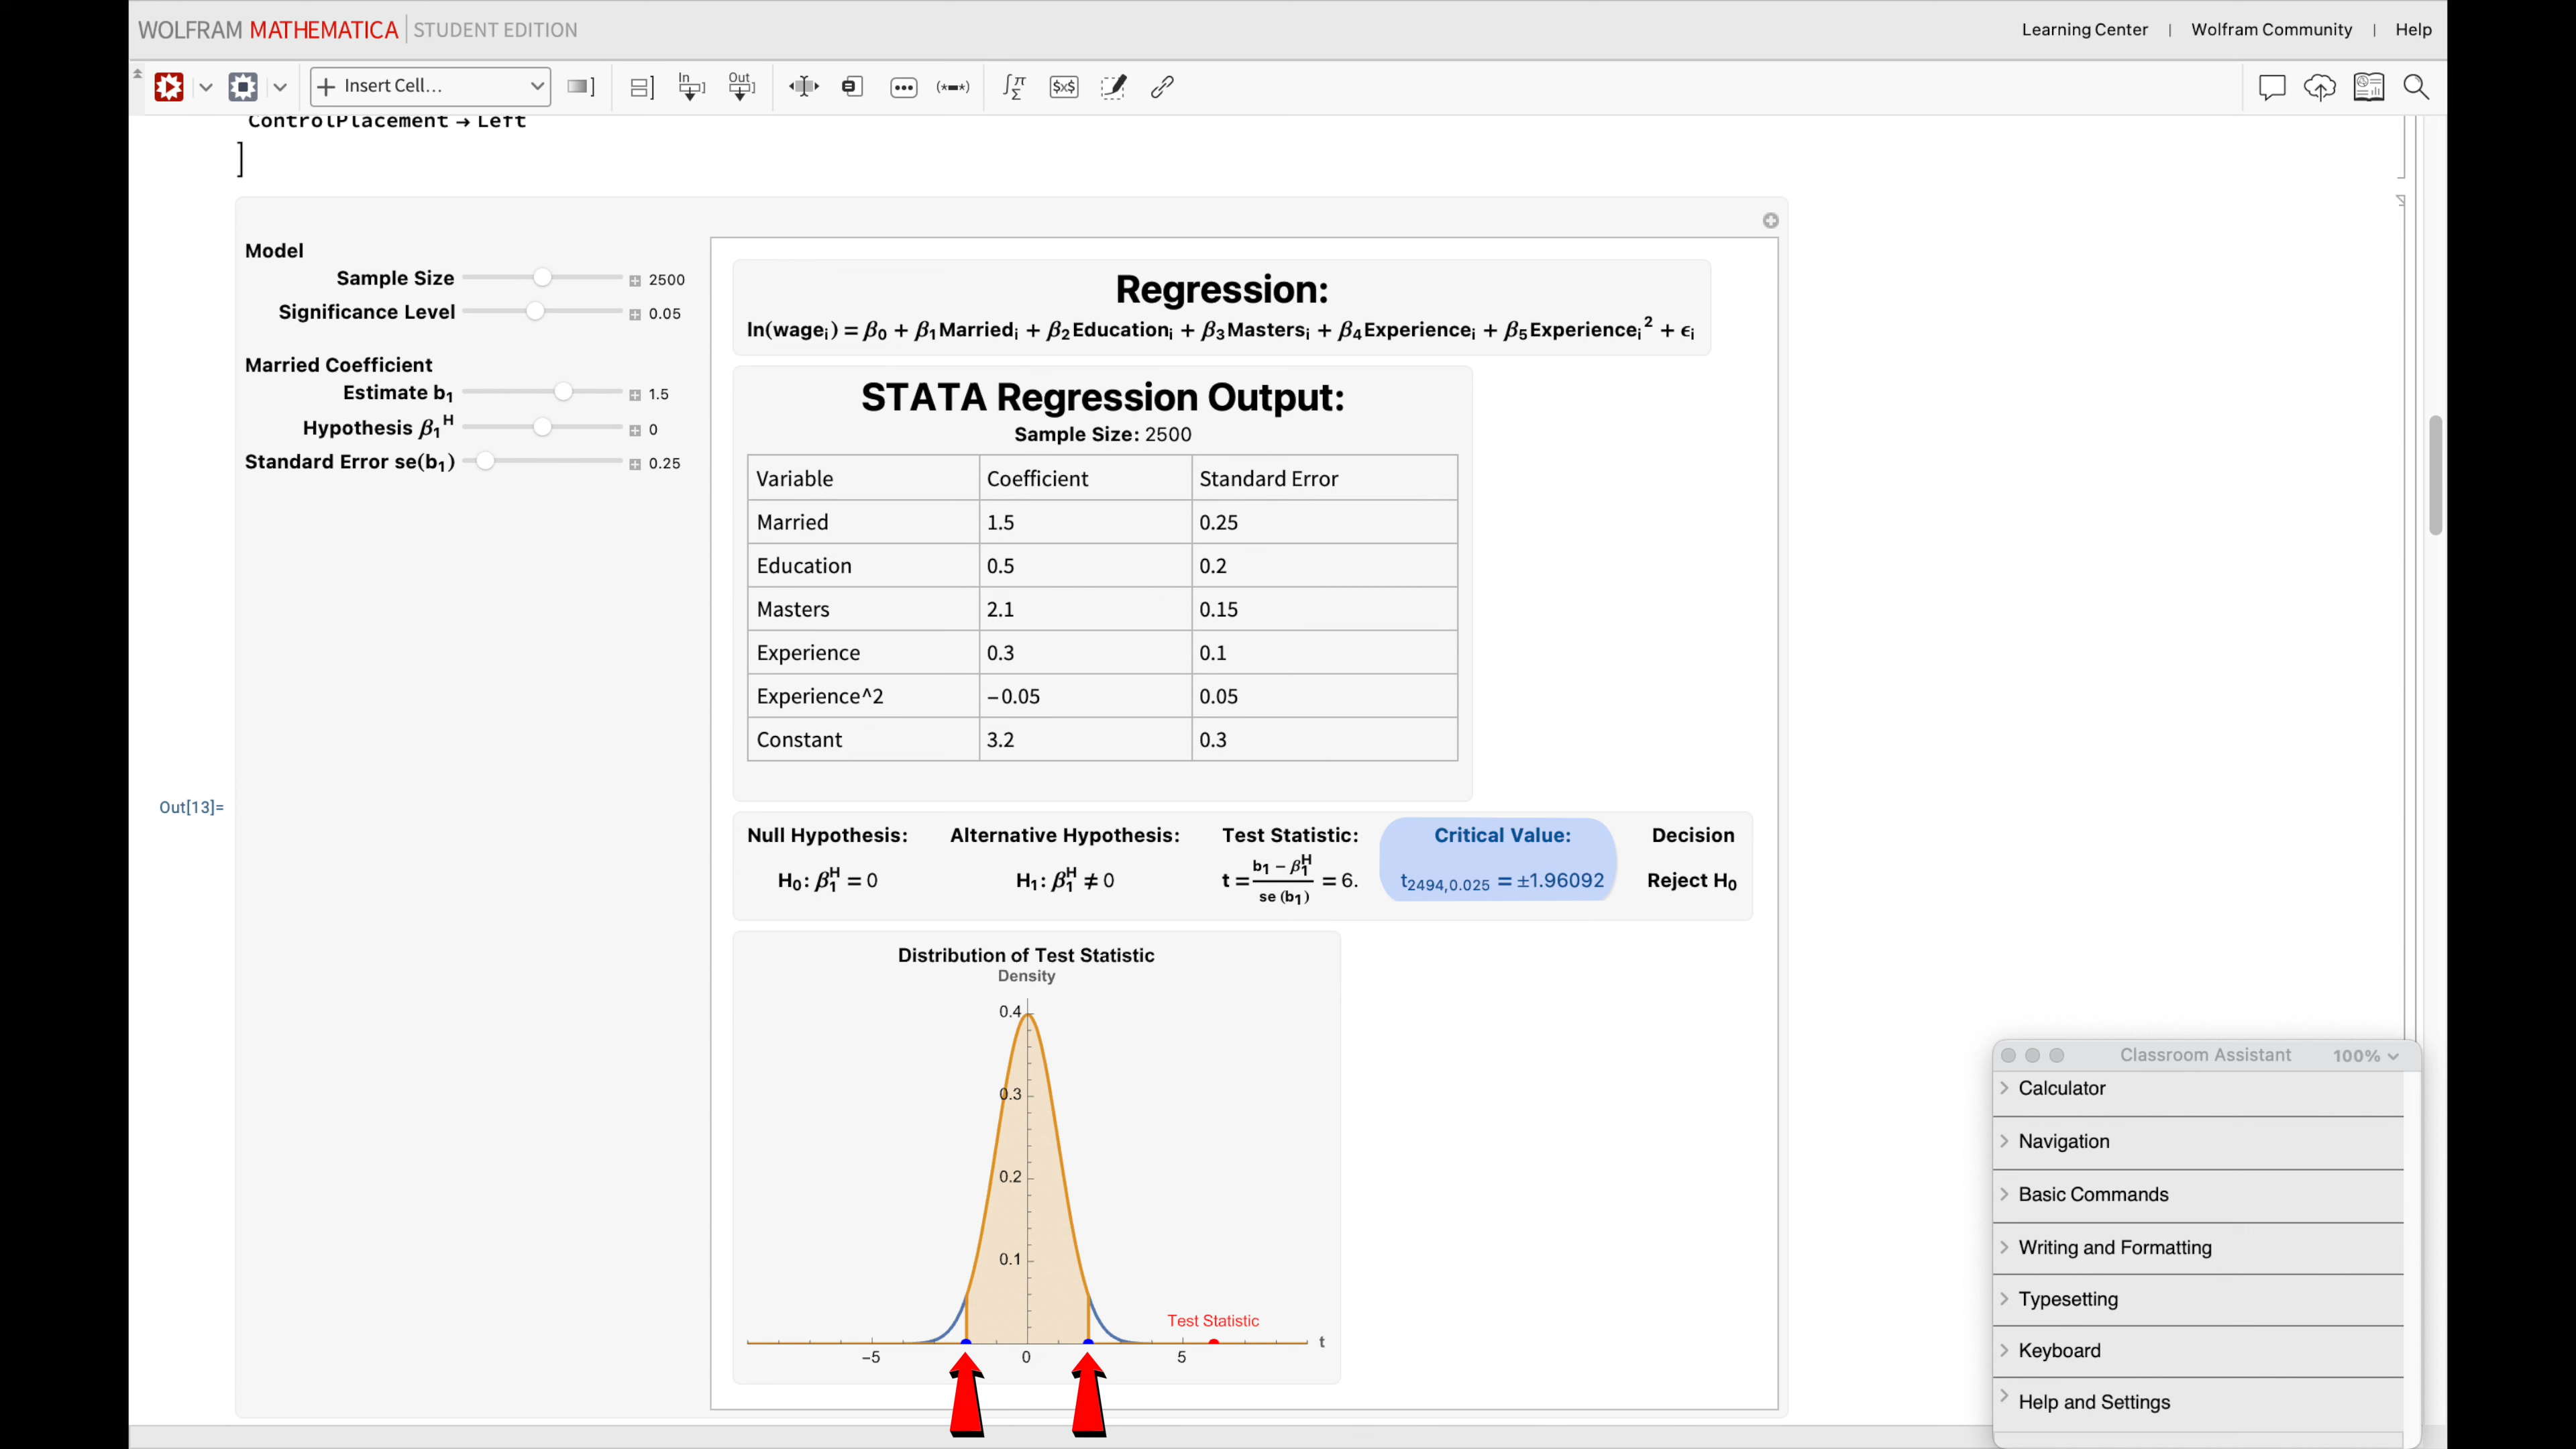 WOLFRAM MATHEMATICA | STUDENT EDITION
Learning Center | Wolfram Community | Help
Insert Cell...
In
Out
$x$
ControlPlacement → Left
]
Model
Sample Size 2500
Significance Level 0.05
Married Coefficient
Estimate b₁ 1.5
Hypothesis β₁ᴴ 0
Standard Error se(b₁) 0.25
Regression:
ln(wageᵢ) = β₀ + β₁Marriedᵢ + β₂Educationᵢ + β₃Mastersᵢ + β₄Experienceᵢ + β₅Experienceᵢ² + ϵᵢ
STATA Regression Output:
Sample Size: 2500
Variable Coefficient Standard Error
Married 1.5 0.25
Education 0.5 0.2
Masters 2.1 0.15
Experience 0.3 0.1
Experience^2 −0.05 0.05
Constant 3.2 0.3
Out[13]=
Null Hypothesis: Alternative Hypothesis: Test Statistic: Critical Value: Decision
H₀: β₁ᴴ = 0 H₁: β₁ᴴ ≠ 0 t = (b₁ − β₁ᴴ)/se (b₁) = 6. t₂₄₉₄,₀.₀₂₅ = ±1.96092 Reject H₀
Distribution of Test Statistic
Density
0.4
0.3
0.2
0.1
Test Statistic
t
−5 0 5
Classroom Assistant 100%
Calculator
Navigation
Basic Commands
Writing and Formatting
Typesetting
Keyboard
Help and Settings